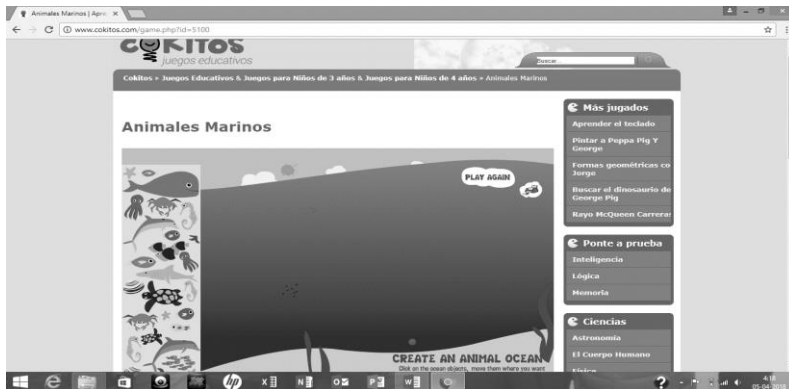 Animales Marinos | Apre
www.cokitos.com/game.php?id=5100
COKITOS
juegos educativos
Buscar...
Cokitos » Juegos Educativos & Juegos para Niños de 3 años & Juegos para Niños de 4 años » Animales Marinos
Animales Marinos
PLAY AGAIN
CREATE AN ANIMAL OCEAN
Click on the ocean objects, move them where you want
Más jugados
Aprender el teclado
Pintar a Peppa Pig Y
George
Formas geométricas co
Jorge
Buscar el dinosaurio de
George Pig
Rayo McQueen Carreras
Ponte a prueba
Inteligencia
Lógica
Memoria
Ciencias
Astronomía
El Cuerpo Humano
Física
hp
4:18
05-04-2018